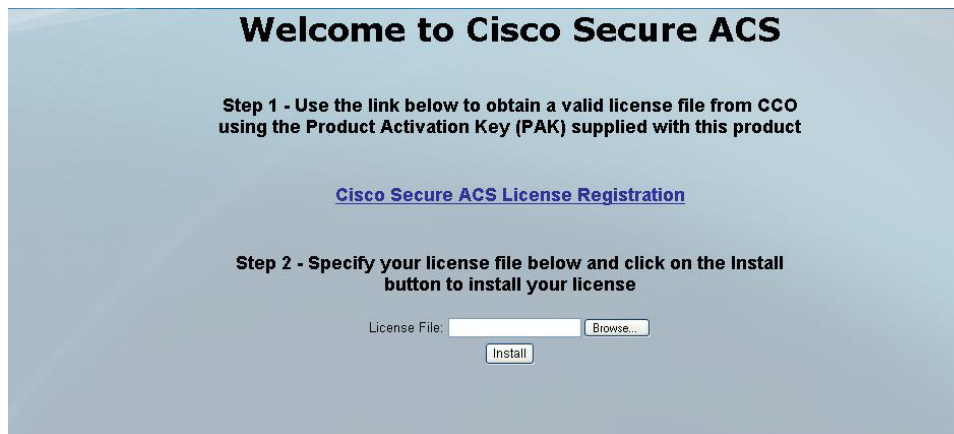 Welcome to Cisco Secure ACS
Step 1 - Use the link below to obtain a valid license file from CCO
using the Product Activation Key (PAK) supplied with this product
Cisco Secure ACS License Registration
Step 2 - Specify your license file below and click on the Install
button to install your license
License File: Browse...
Install